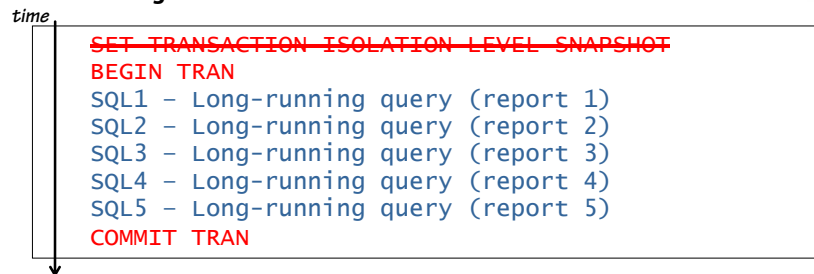 time
SET TRANSACTION ISOLATION LEVEL SNAPSHOT
BEGIN TRAN
SQL1 – Long-running query (report 1)
SQL2 – Long-running query (report 2)
SQL3 – Long-running query (report 3)
SQL4 – Long-running query (report 4)
SQL5 – Long-running query (report 5)
COMMIT TRAN